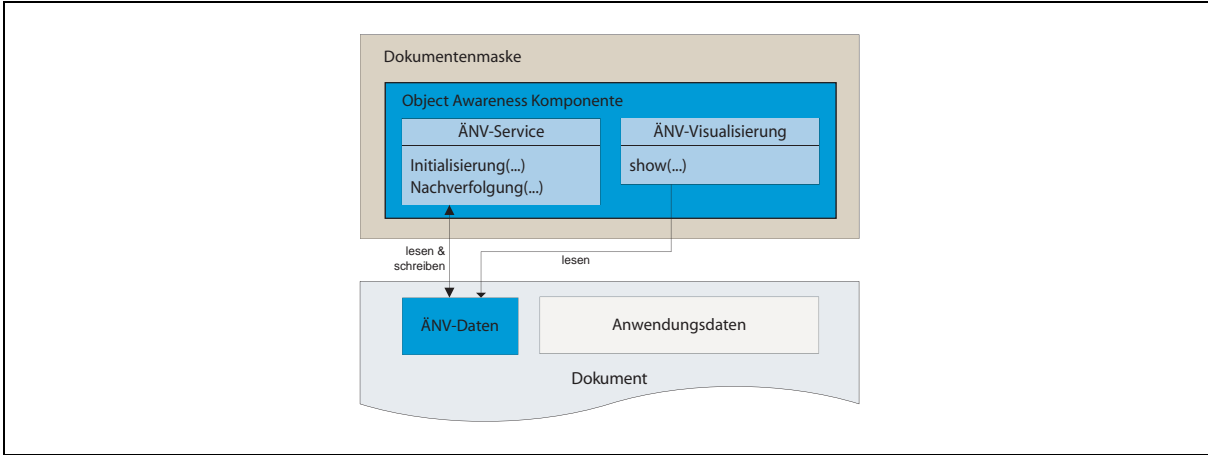 Dokumentenmaske
Object Awareness Komponente
ÄNV-Service
Initialisierung(...)
Nachverfolgung(...)
ÄNV-Visualisierung
show(...)
lesen &
schreiben
lesen
ÄNV-Daten
Anwendungsdaten
Dokument